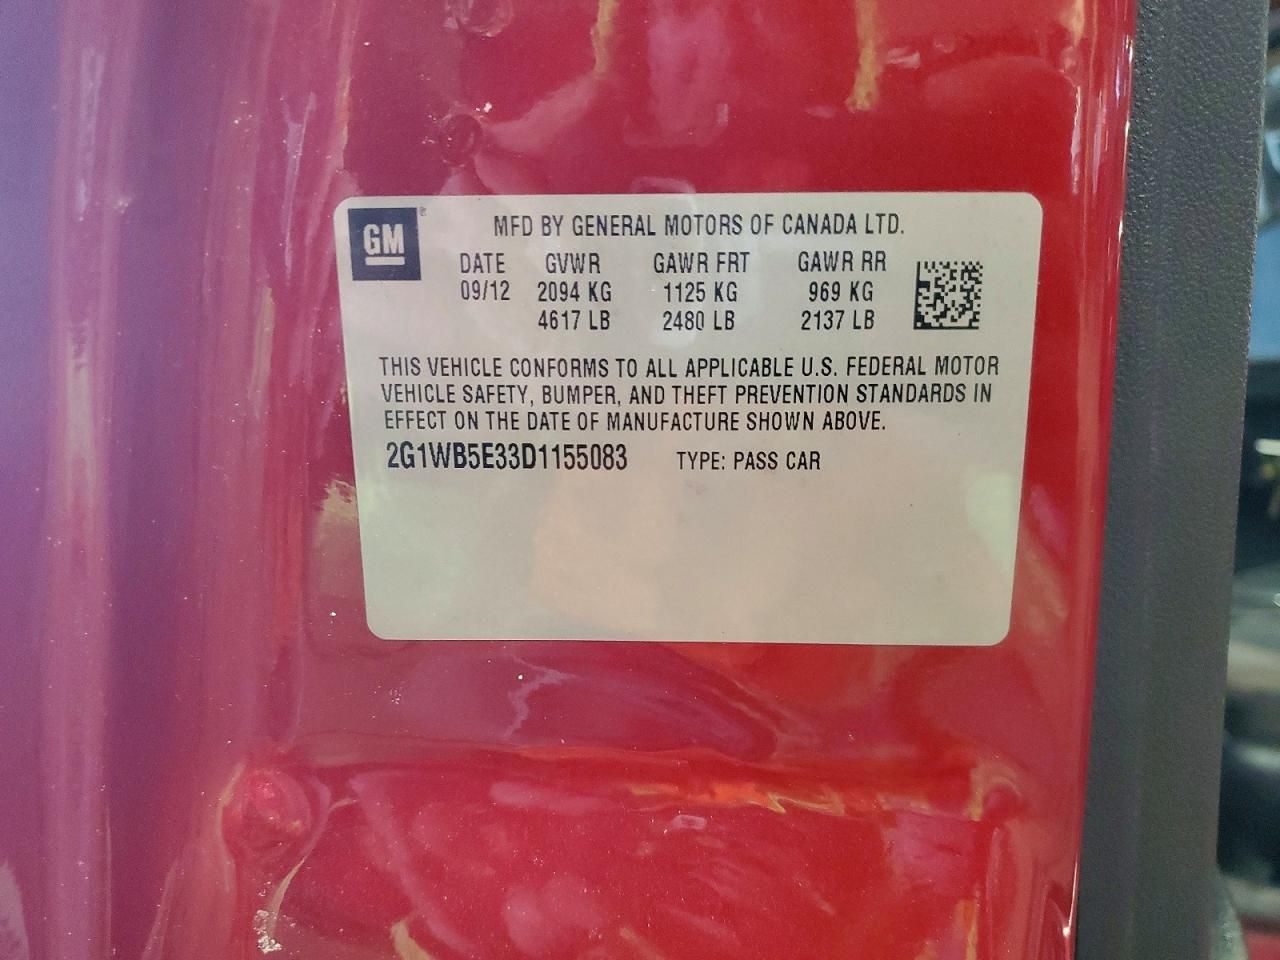 GM®
MFD BY GENERAL MOTORS OF CANADA LTD.
DATE GVWR GAWR FRT GAWR RR
09/12 2094 KG 1125 KG 969 KG
4617 LB 2480 LB 2137 LB
THIS VEHICLE CONFORMS TO ALL APPLICABLE U.S. FEDERAL MOTOR
VEHICLE SAFETY, BUMPER, AND THEFT PREVENTION STANDARDS IN
EFFECT ON THE DATE OF MANUFACTURE SHOWN ABOVE.
2G1WB5E33D1155083 TYPE: PASS CAR